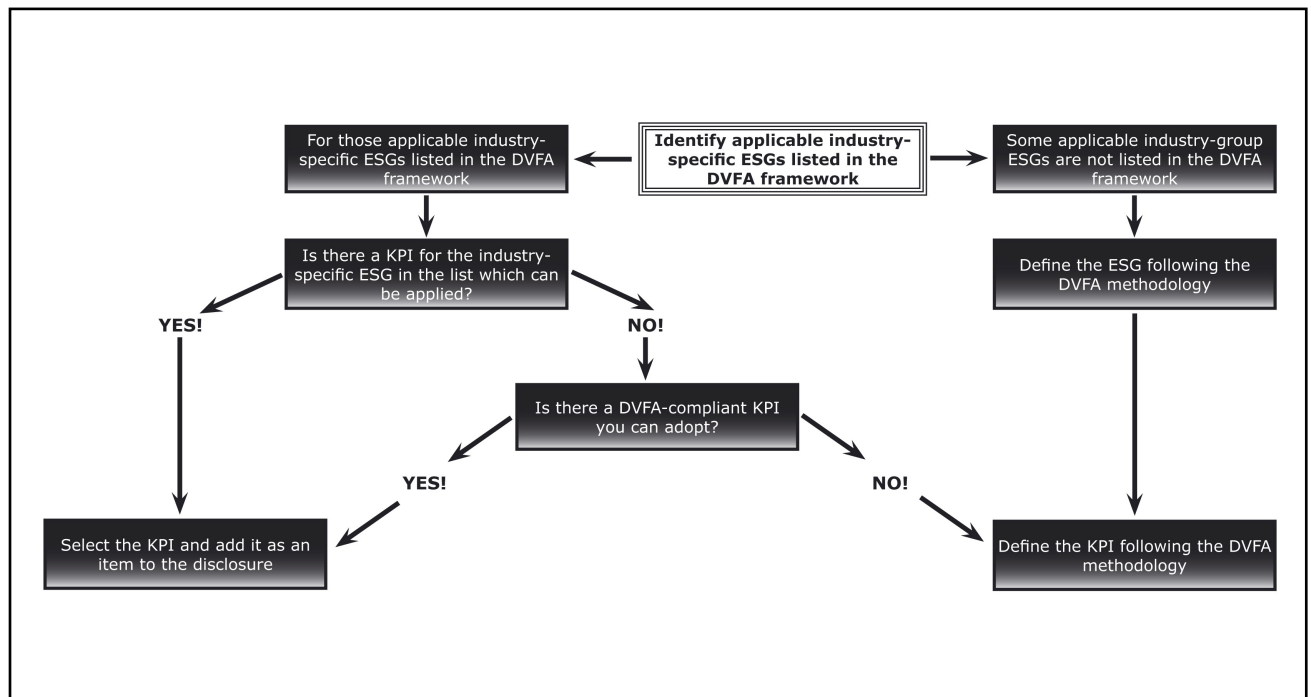 For those applicable industry-
specific ESGs listed in the DVFA
framework
Identify applicable industry-
specific ESGs listed in the
DVFA framework
Some applicable industry-group
ESGs are not listed in the DVFA
framework
Is there a KPI for the industry-
specific ESG in the list which can
be applied?
Define the ESG following the
DVFA methodology
YES!
NO!
Is there a DVFA-compliant KPI
you can adopt?
YES!
NO!
Select the KPI and add it as an
item to the disclosure
Define the KPI following the DVFA
methodology